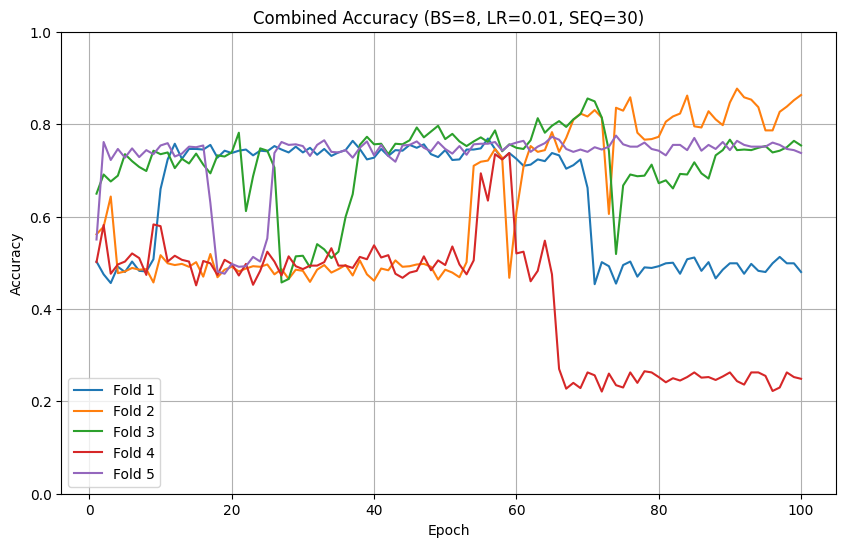 Combined Accuracy (BS=8, LR=0.01, SEQ=30)
1.0
0.8
0.6
0.4
0.2
0.0
Accuracy
Fold 1
Fold 2
Fold 3
Fold 4
Fold 5
0 20 40 60 80 100
Epoch